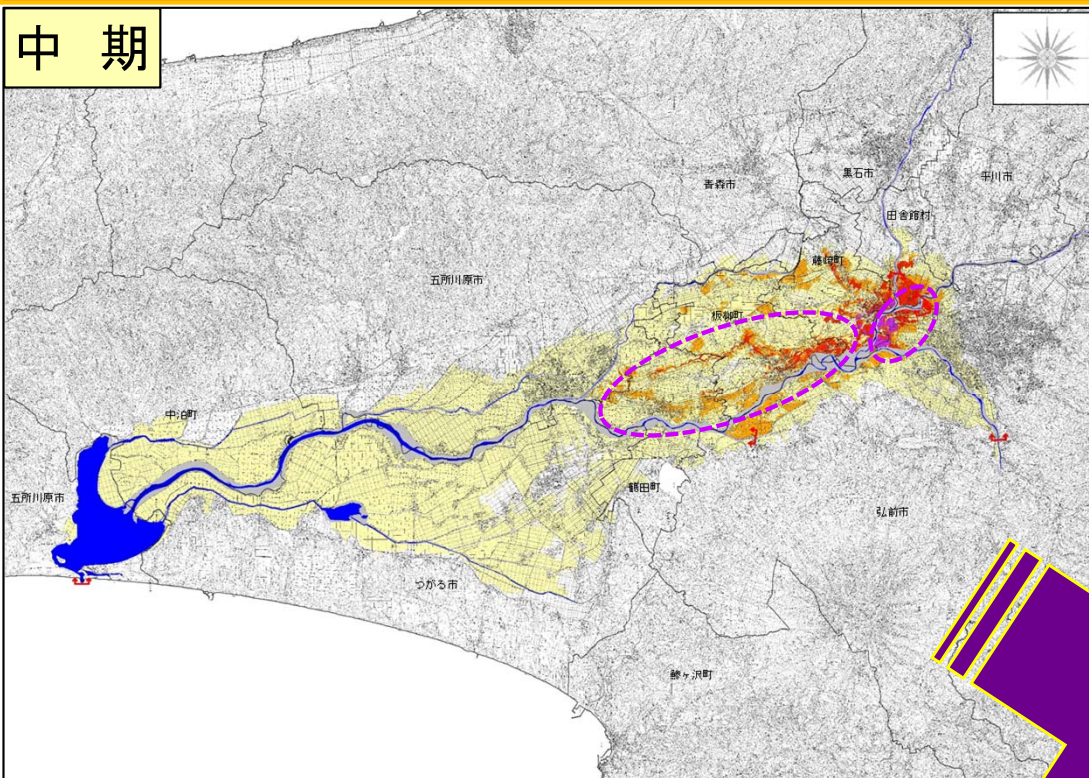 中 期
青森市
黒石市
平川市
田舎館村
藤崎町
五所川原市
板柳町
中泊町
五所川原市
鶴田町
弘前市
つがる市
鰺ヶ沢町